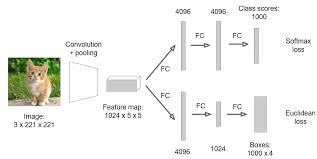 Convolution
+ pooling
Image:
3 x 221 x 221
Feature map:
1024 x 5 x 5
4096
4096
Class scores:
1000
FC
FC
FC
Softmax
loss
FC
FC
FC
4096
1024
Boxes:
1000 x 4
Euclidean
loss